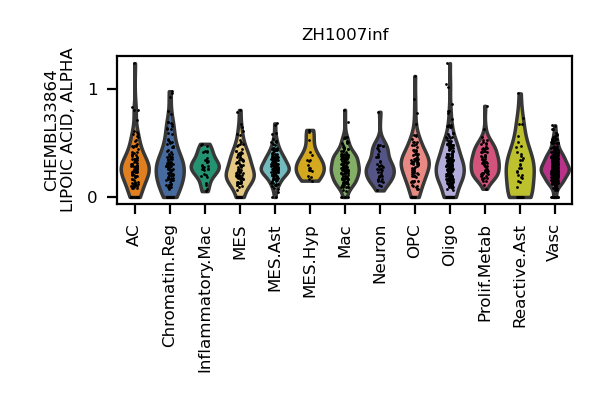 ZH1007inf
CHEMBL33864
LIPOIC ACID, ALPHA
1
0
AC
Chromatin.Reg
Inflammatory.Mac
MES
MES.Ast
MES.Hyp
Mac
Neuron
OPC
Oligo
Prolif.Metab
Reactive.Ast
Vasc